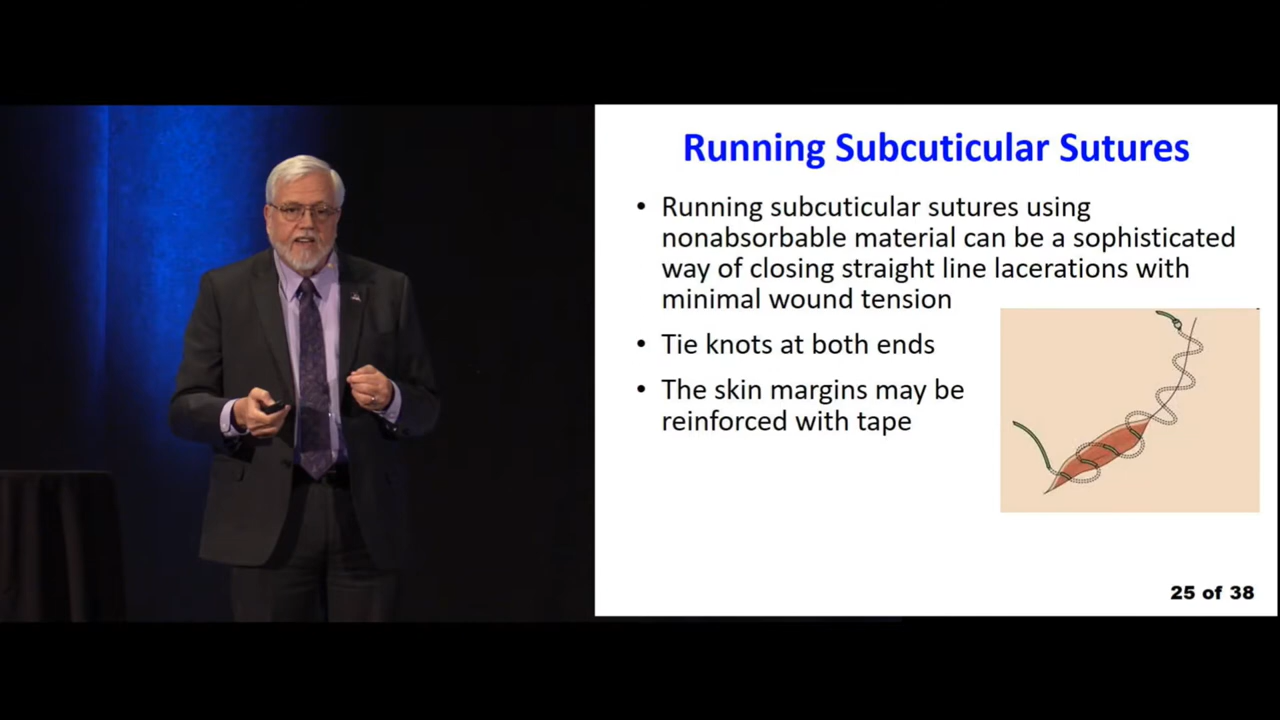 Running Subcuticular Sutures
• Running subcuticular sutures using
nonabsorbable material can be a sophisticated
way of closing straight line lacerations with
minimal wound tension
• Tie knots at both ends
• The skin margins may be
reinforced with tape
25 of 38